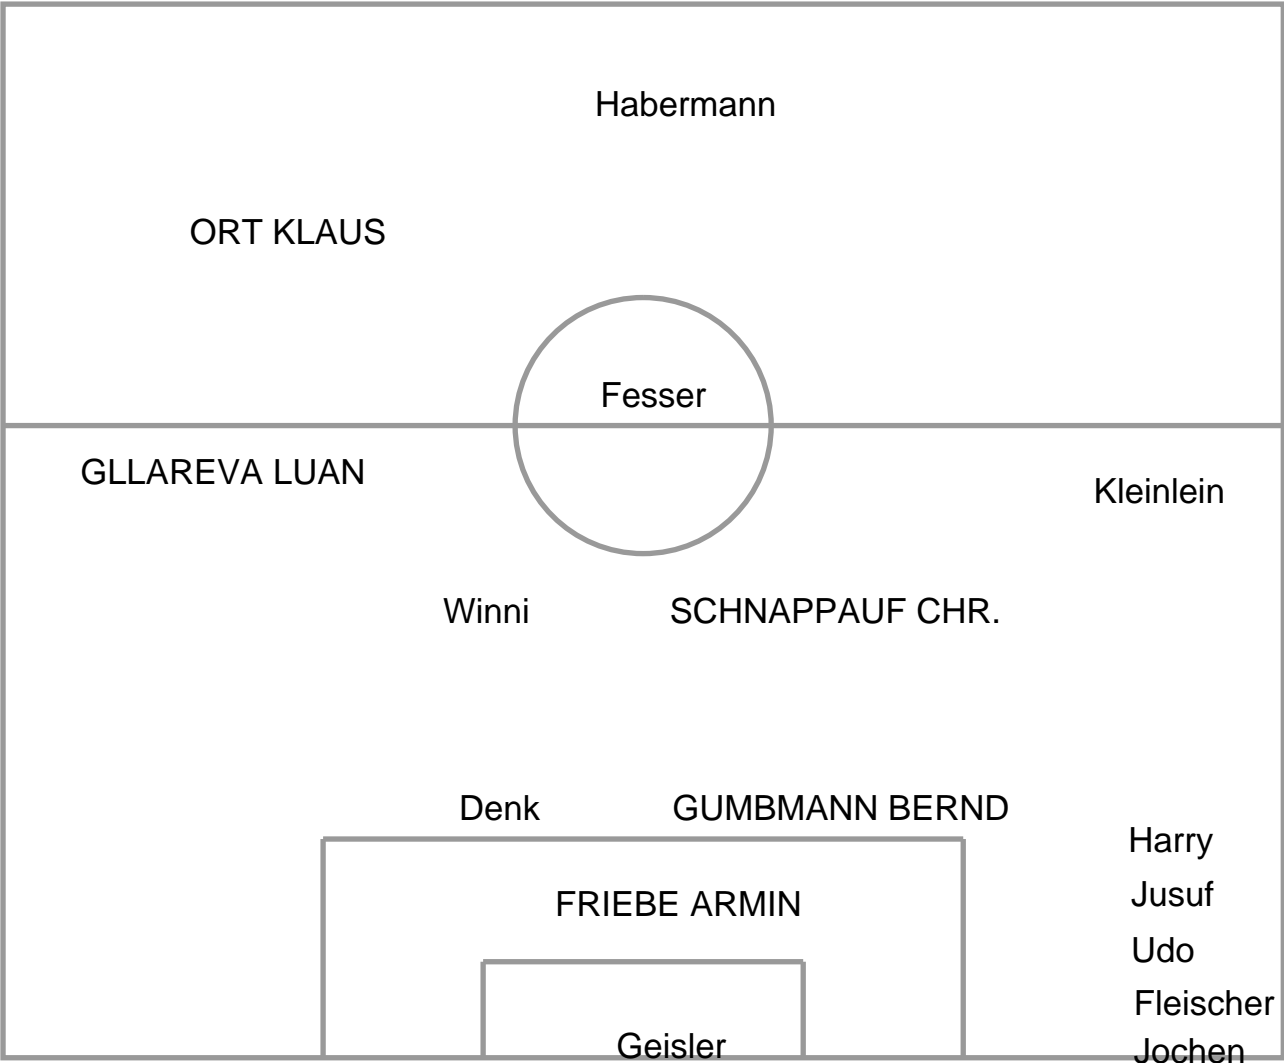 Habermann
ORT KLAUS
Fesser
GLLAREVA LUAN
Kleinlein
Winni SCHNAPPAUF CHR.
Denk GUMBMANN BERND
Harry
FRIEBE ARMIN
Jusuf
Udo
Fleischer
Geisler
Jochen